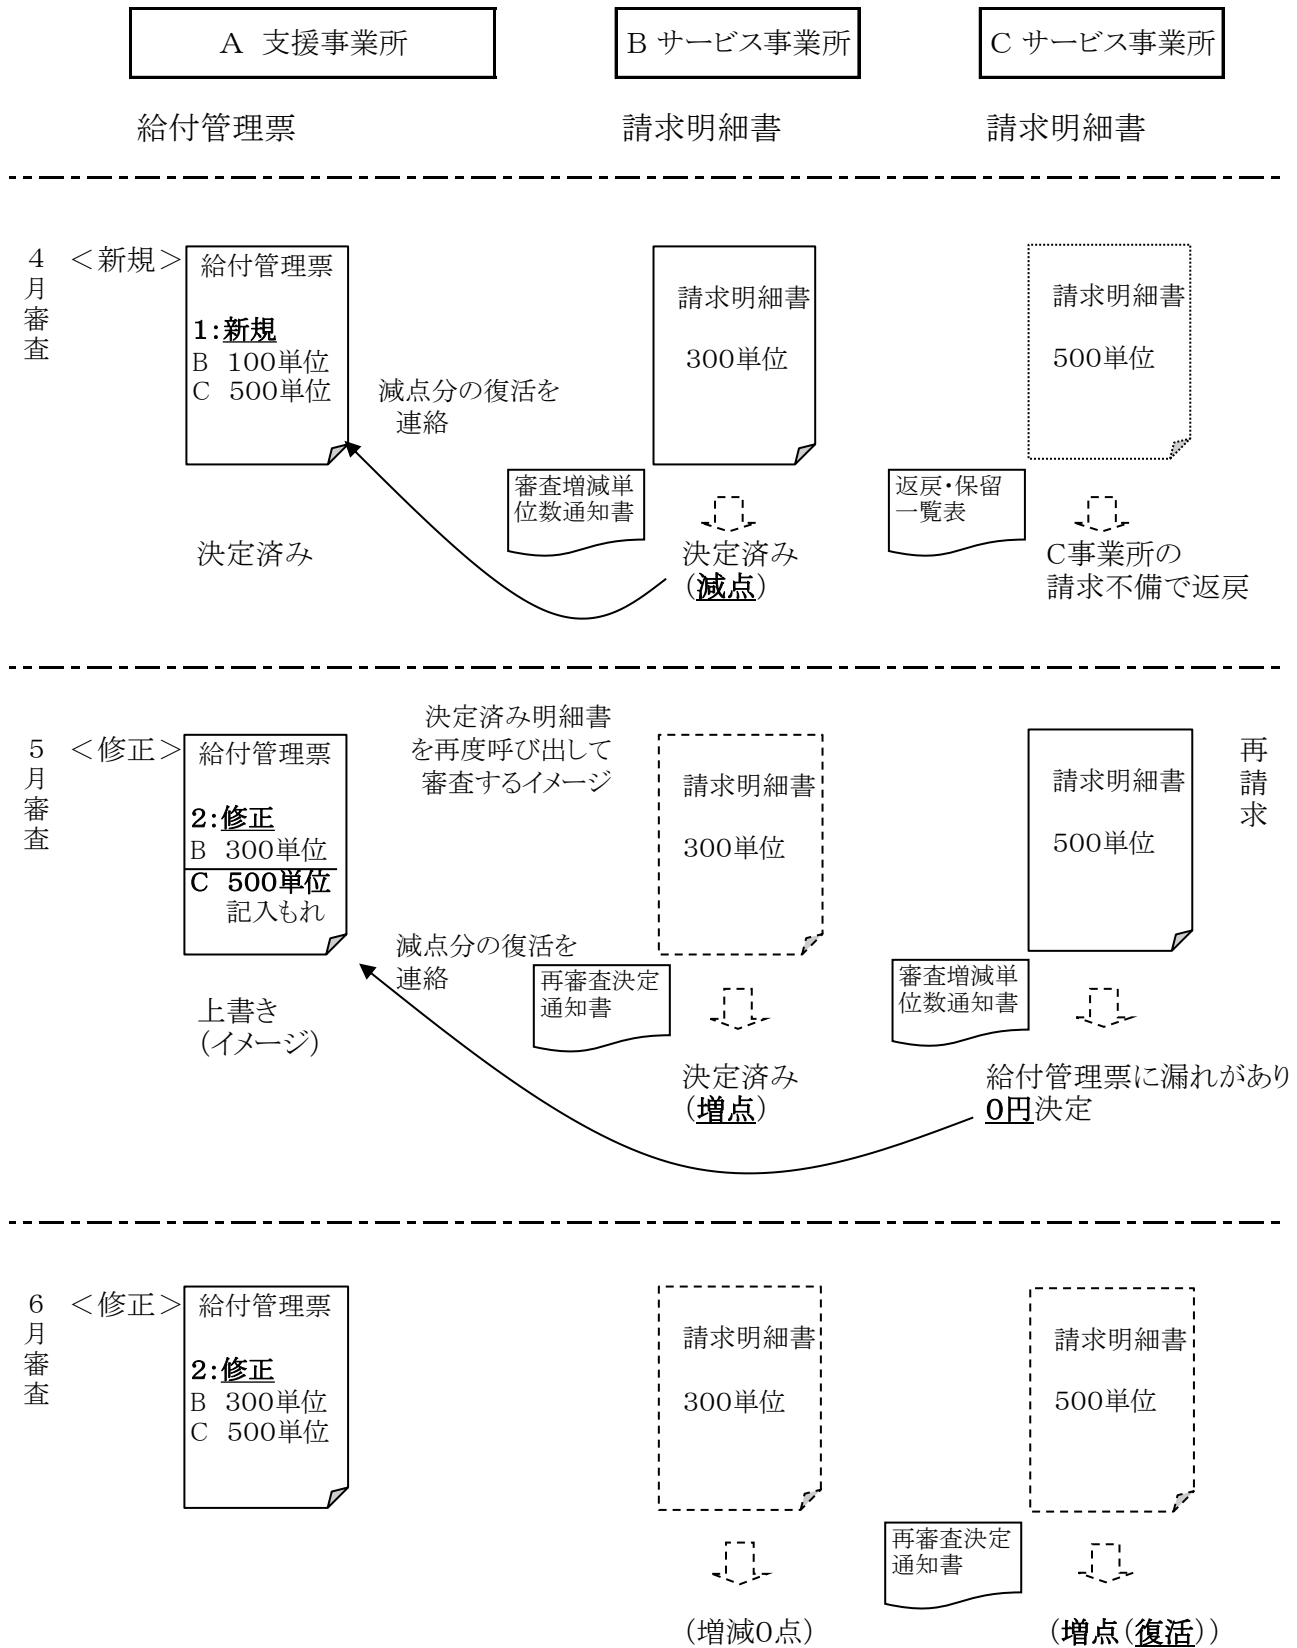 A 支援事業所
B サービス事業所
C サービス事業所
給付管理票
請求明細書
請求明細書
4月審査
＜新規＞
給付管理票
1:新規
B 100単位
C 500単位
決定済み
減点分の復活を
連絡
請求明細書
300単位
審査増減単
位数通知書
決定済み
(減点)
請求明細書
500単位
返戻・保留
一覧表
C事業所の
請求不備で返戻
5月審査
＜修正＞
給付管理票
2:修正
B 300単位
C 500単位
記入もれ
上書き
(イメージ)
決定済み明細書
を再度呼び出して
審査するイメージ
減点分の復活を
連絡
請求明細書
300単位
再審査決定
通知書
決定済み
(増点)
請求明細書
500単位
再請求
審査増減単
位数通知書
給付管理票に漏れがあり
0円決定
6月審査
＜修正＞
給付管理票
2:修正
B 300単位
C 500単位
請求明細書
300単位
(増減0点)
請求明細書
500単位
再審査決定
通知書
(増点(復活))